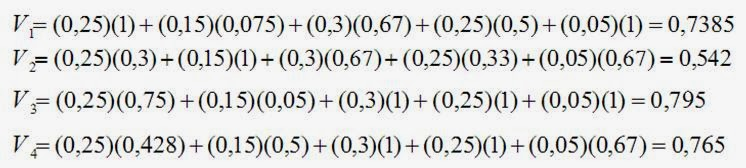 V₁= (0,25)(1) + (0,15)(0,075) + (0,3)(0,67) + (0,25)(0,5) + (0,05)(1) = 0,7385
V₂= (0,25)(0,3) + (0,15)(1) + (0,3)(0,67) + (0,25)(0,33) + (0,05)(0,67) = 0,542
V₃= (0,25)(0,75) + (0,15)(0,05) + (0,3)(1) + (0,25)(1) + (0,05)(1) = 0,795
V₄= (0,25)(0,428) + (0,15)(0,5) + (0,3)(1) + (0,25)(1) + (0,05)(0,67) = 0,765